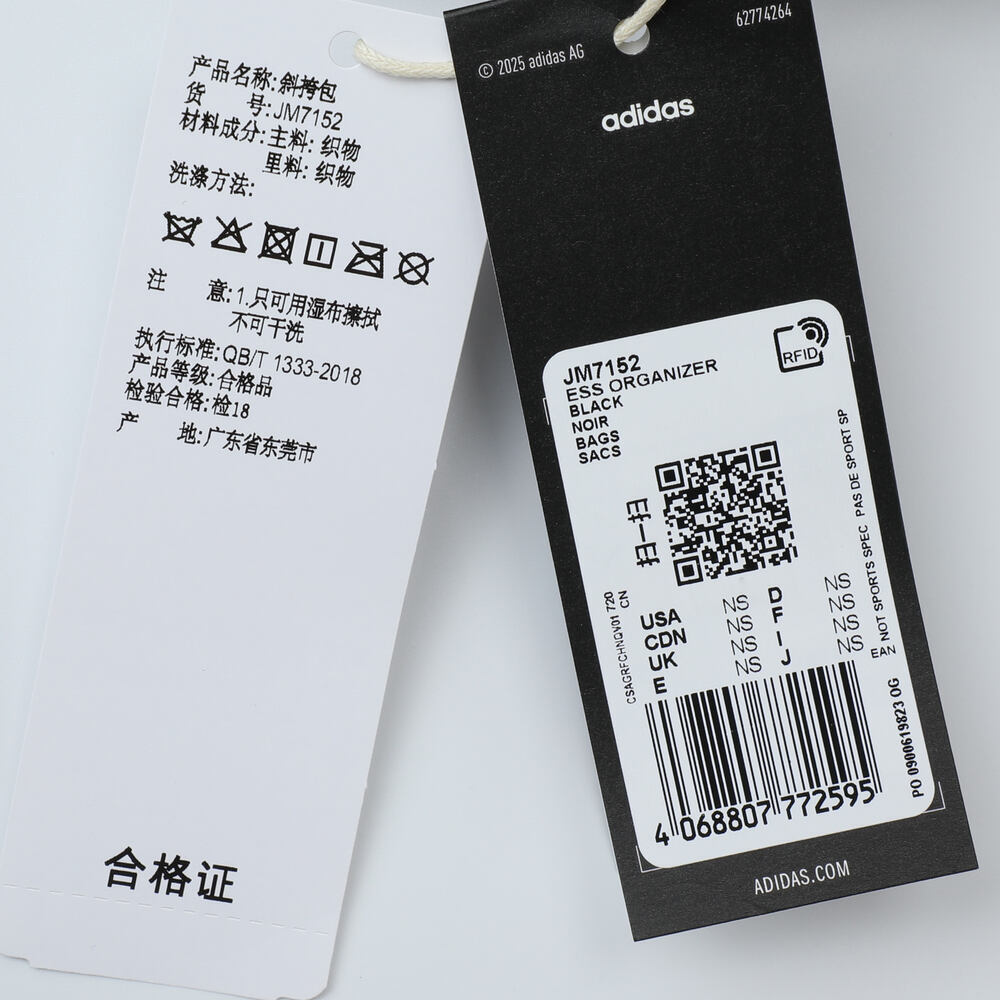 产品名称:斜挎包
货 号:JM7152
材料成分:主料: 织物
里料: 织物
洗涤方法:
注 意:1.只可用湿布擦拭
不可干洗
执行标准:QB/T 1333-2018
产品等级:合格品
检验合格:检18
产 地:广东省东莞市
合格证
© 2025 adidas AG
62774264
adidas
RFID
JM7152
ESS ORGANIZER
BLACK
NOIR
BAGS
SACS
CSAGRFCHNQV01 720
CN
USA NS D NS
CDN NS F NS
UK NS I NS
E NS J NS
EA NOT SPORTS SPEC PAS DE SPORT SP
NZ
PO 0900619823 OG
4 068807 772595
ADIDAS.COM